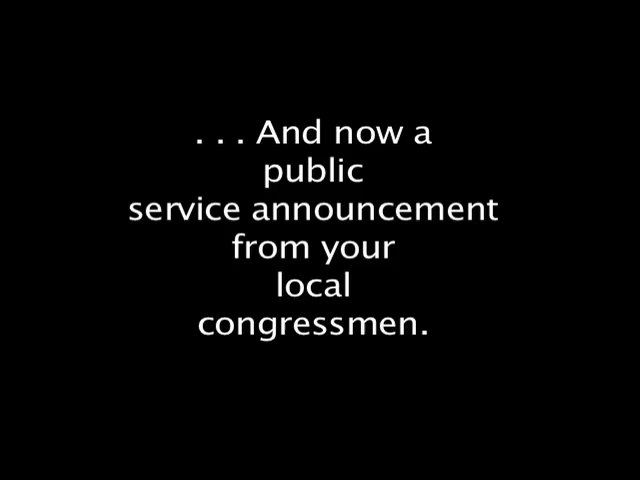 . . . And now a
public
service announcement
from your
local
congressmen.